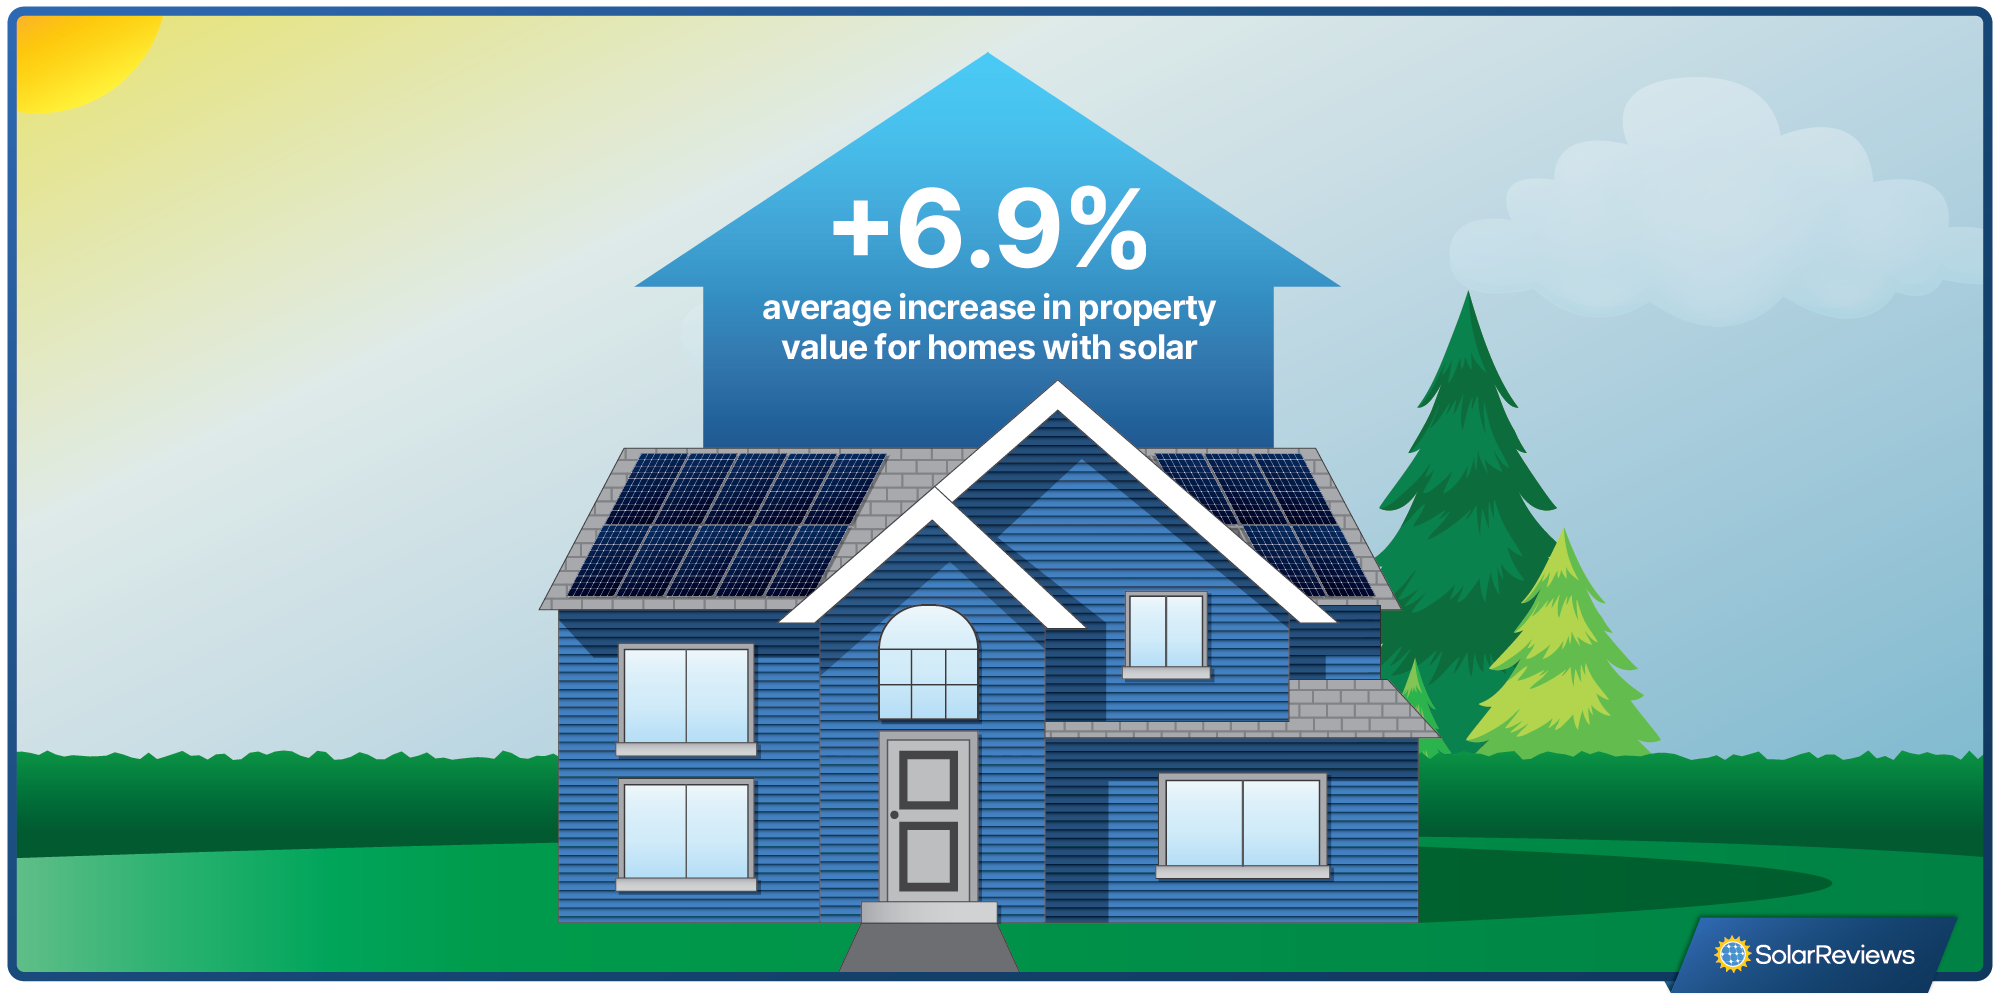 +6.9%
average increase in property
value for homes with solar
SolarReviews